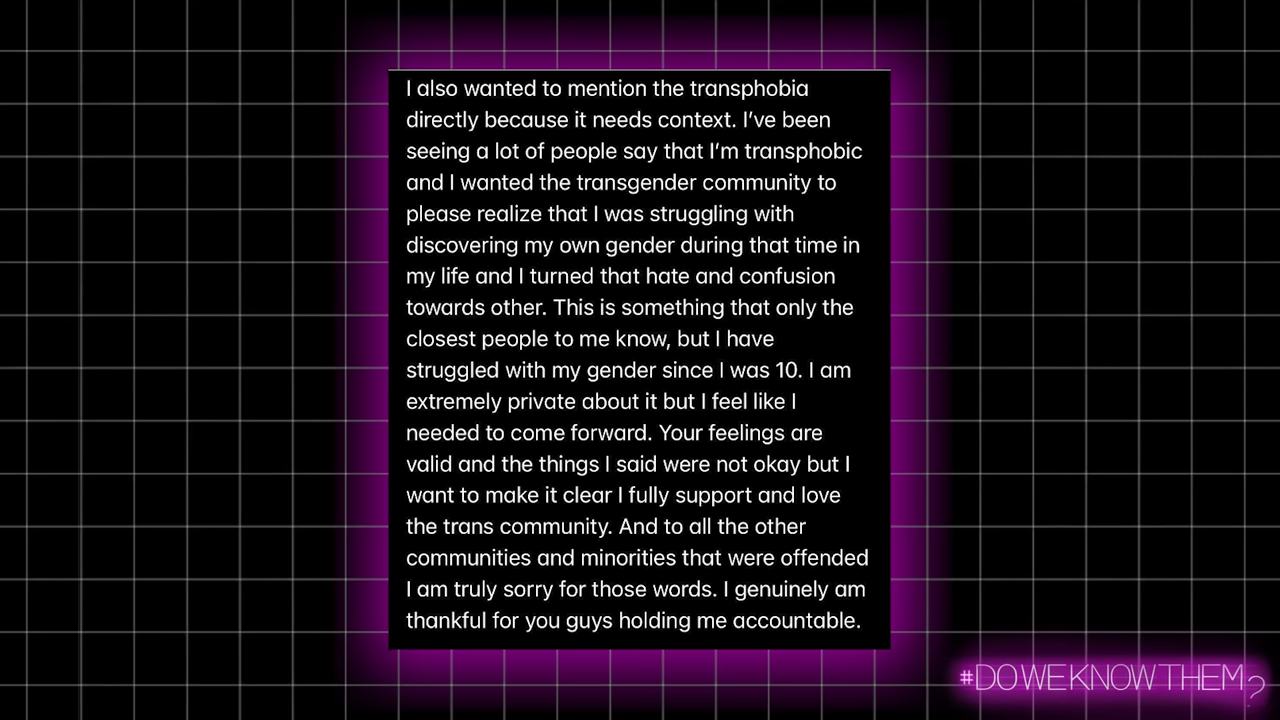 I also wanted to mention the transphobia
directly because it needs context. I’ve been
seeing a lot of people say that I’m transphobic
and I wanted the transgender community to
please realize that I was struggling with
discovering my own gender during that time in
my life and I turned that hate and confusion
towards other. This is something that only the
closest people to me know, but I have
struggled with my gender since I was 10. I am
extremely private about it but I feel like I
needed to come forward. Your feelings are
valid and the things I said were not okay but I
want to make it clear I fully support and love
the trans community. And to all the other
communities and minorities that were offended
I am truly sorry for those words. I genuinely am
thankful for you guys holding me accountable.
#DOWEKNOWTHEM?